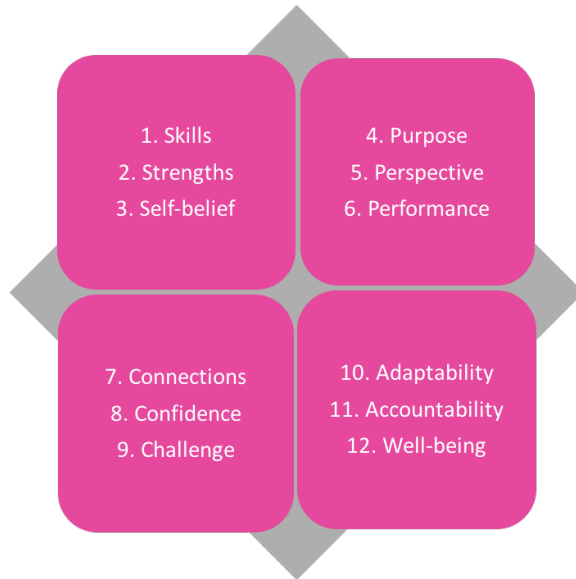 1. Skills
2. Strengths
3. Self-belief
4. Purpose
5. Perspective
6. Performance
7. Connections
8. Confidence
9. Challenge
10. Adaptability
11. Accountability
12. Well-being